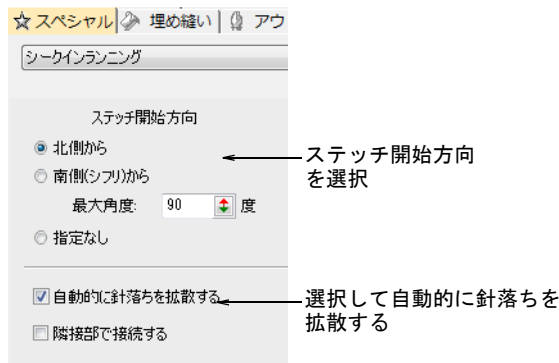 スペシャル 埋め縫い アウ
シークインランニング
ステッチ開始方向
北側から
南側(シフリ)から
最大角度: 90 度
指定なし
ステッチ開始方向
を選択
自動的に針落ちを拡散する
隣接部で接続する
選択して自動的に針落ちを
拡散する